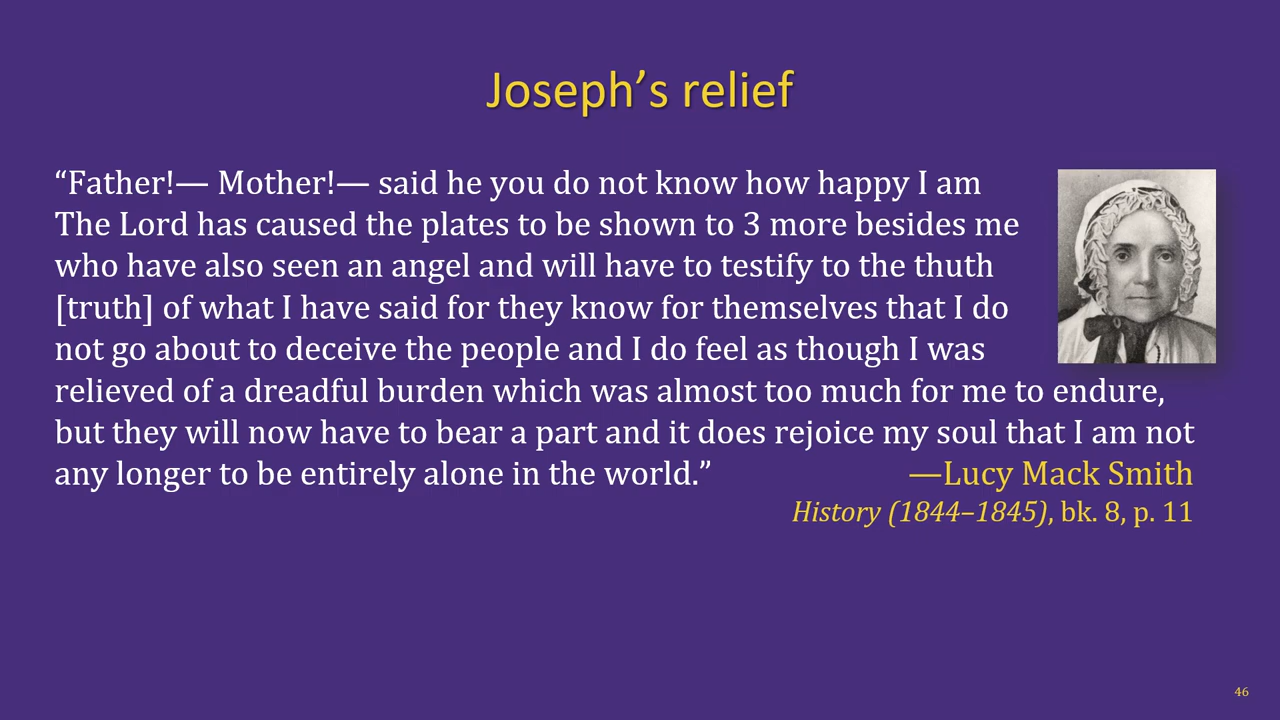 Joseph’s relief
“Father!— Mother!— said he you do not know how happy I am
The Lord has caused the plates to be shown to 3 more besides me
who have also seen an angel and will have to testify to the thuth
[truth] of what I have said for they know for themselves that I do
not go about to deceive the people and I do feel as though I was
relieved of a dreadful burden which was almost too much for me to endure,
but they will now have to bear a part and it does rejoice my soul that I am not
any longer to be entirely alone in the world.” —Lucy Mack Smith
History (1844–1845), bk. 8, p. 11
46